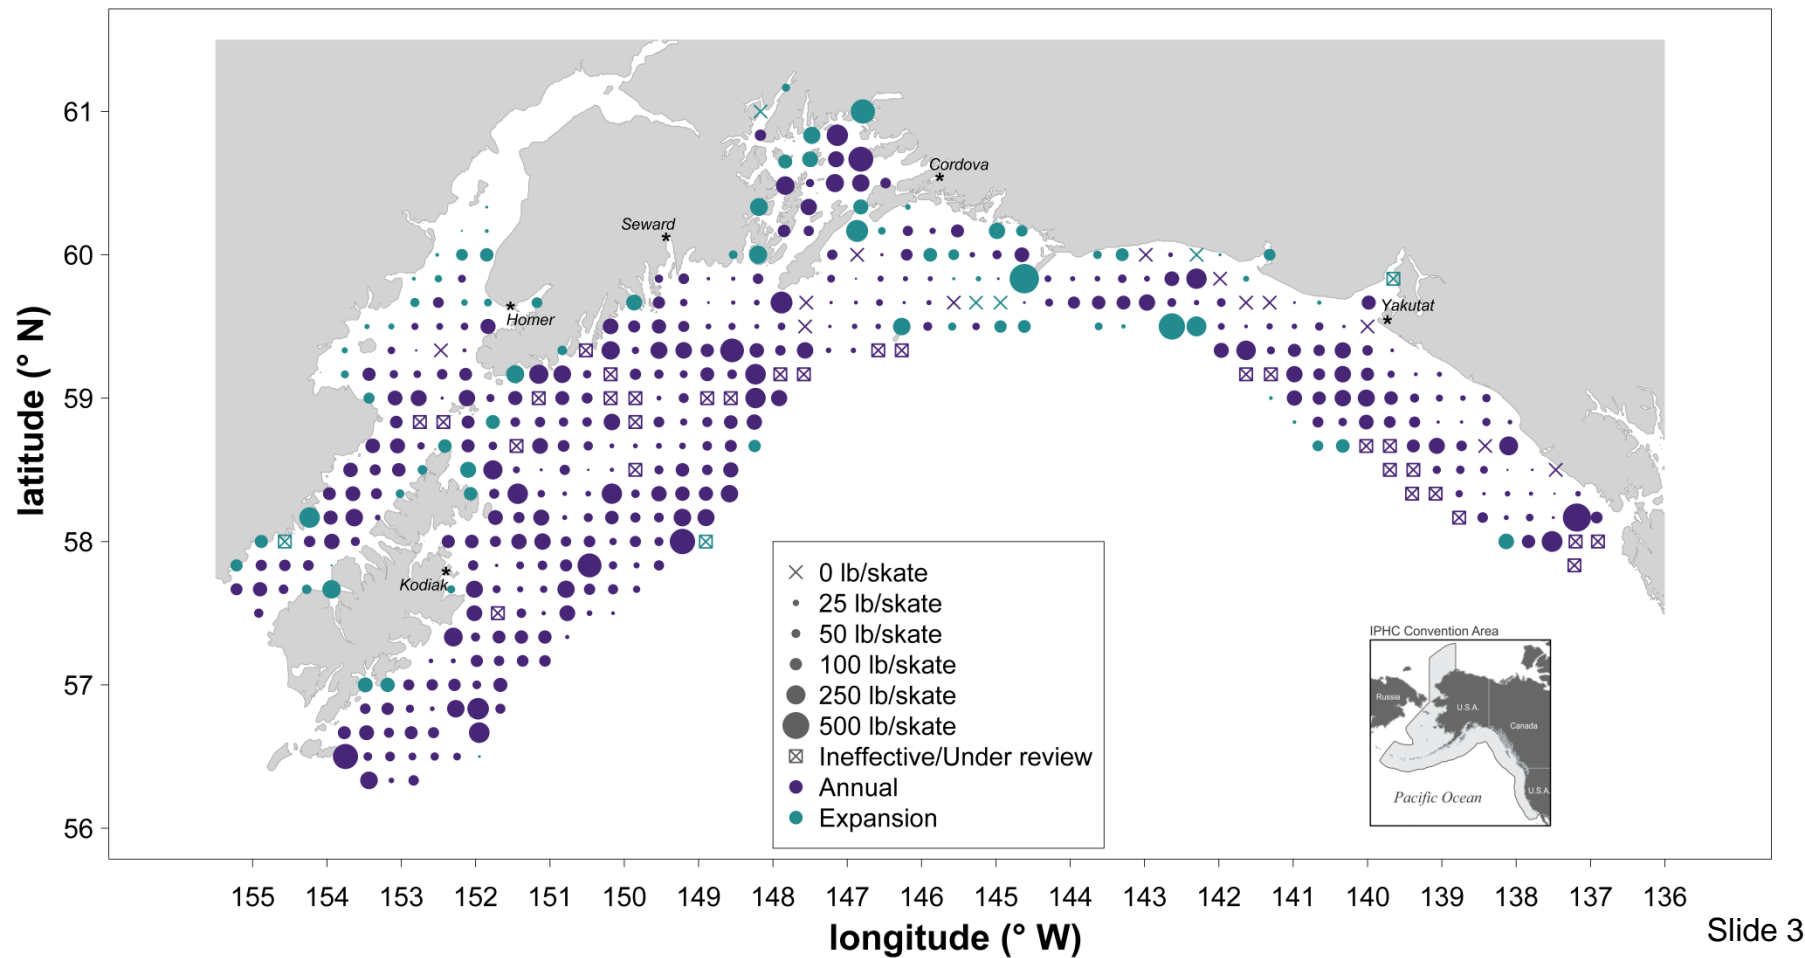 61
60
59
58
57
56
latitude (° N)
Cordova
*
Seward
*
*
Homer
Yakutat
*
*
Kodiak
0 lb/skate
25 lb/skate
50 lb/skate
100 lb/skate
250 lb/skate
500 lb/skate
Ineffective/Under review
Annual
Expansion
IPHC Convention Area
Russia
U.S.A.
Canada
U.S.A.
Pacific Ocean
155 154 153 152 151 150 149 148 147 146 145 144 143 142 141 140 139 138 137 136
longitude (° W)
Slide 3